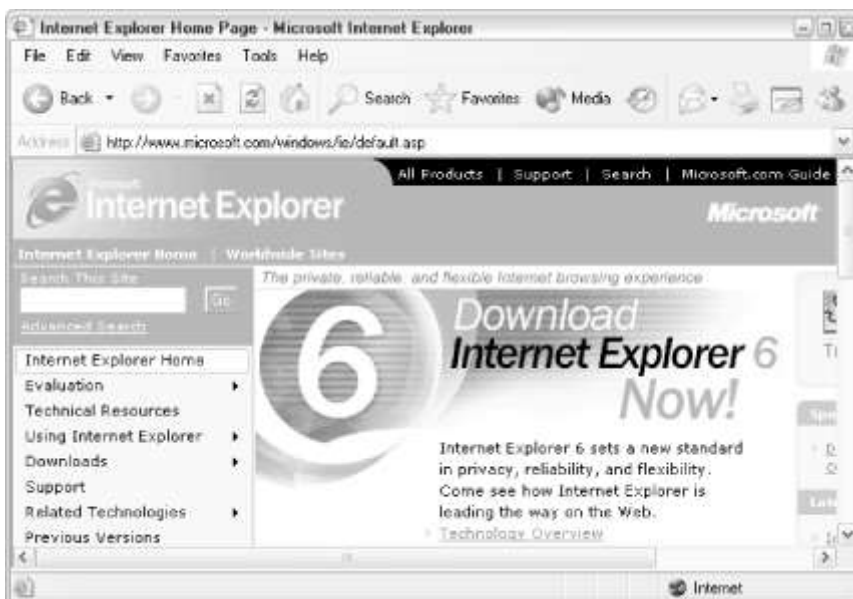 Internet Explorer Home Page - Microsoft Internet Explorer
File Edit View Favorites Tools Help
Back Search Favorites Media
Address http://www.microsoft.com/windows/ie/default.asp
All Products | Support | Search | Microsoft.com Guide
Internet Explorer
Microsoft
Internet Explorer Home | Worldwide Sites
Search This Site
Go
Advanced Search
Internet Explorer Home
Evaluation
Technical Resources
Using Internet Explorer
Downloads
Support
Related Technologies
Previous Versions
The private, reliable, and flexible Internet browsing experience
6
Download
Internet Explorer 6
Now!
Internet Explorer 6 sets a new standard
in privacy, reliability, and flexibility.
Come see how Internet Explorer is
leading the way on the Web.
Technology Overview
Internet